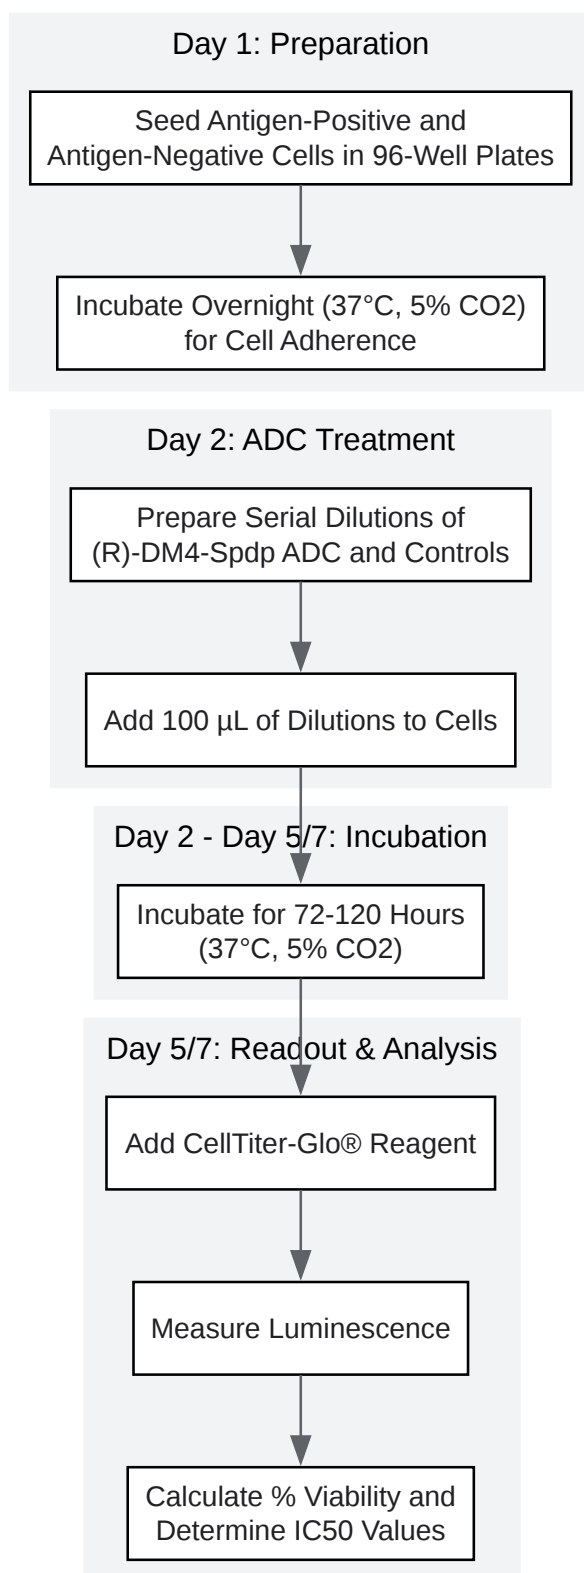 Day 1: Preparation
Seed Antigen-Positive and
Antigen-Negative Cells in 96-Well Plates
Incubate Overnight (37°C, 5% CO2)
for Cell Adherence
Day 2: ADC Treatment
Prepare Serial Dilutions of
(R)-DM4-Spdp ADC and Controls
Add 100 µL of Dilutions to Cells
Day 2 - Day 5/7: Incubation
Incubate for 72-120 Hours
(37°C, 5% CO2)
Day 5/7: Readout & Analysis
Add CellTiter-Glo® Reagent
Measure Luminescence
Calculate % Viability and
Determine IC50 Values